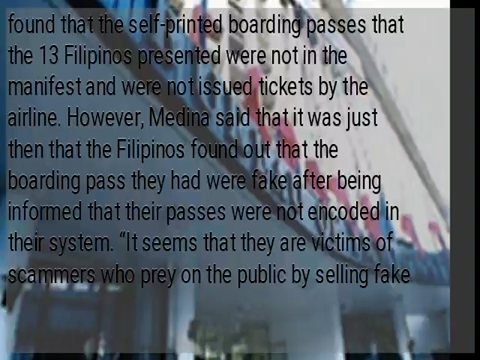 found that the self-printed boarding passes that
the 13 Filipinos presented were not in the
manifest and were not issued tickets by the
airline. However, Medina said that it was just
then that the Filipinos found out that the
boarding pass they had were fake after being
informed that their passes were not encoded in
their system. “It seems that they are victims of
scammers who prey on the public by selling fake